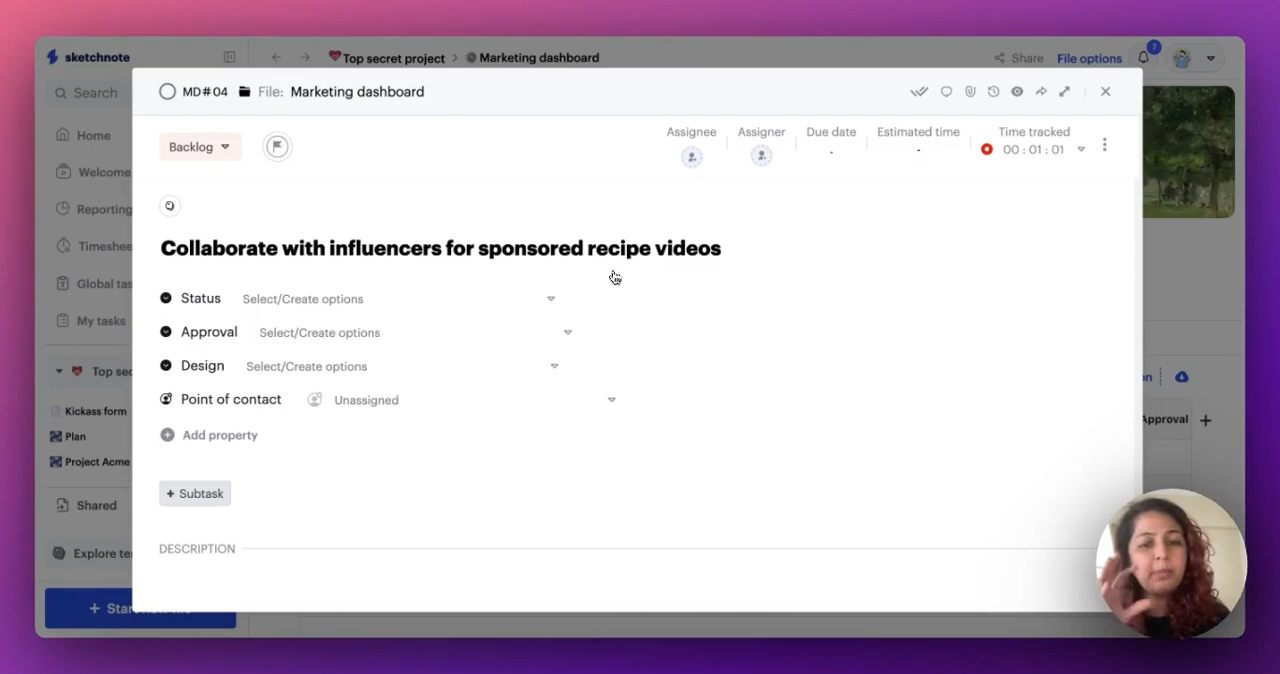 sketchnote
Top secret project > Marketing dashboard
Share
File options
7
Search
MD#04 File: Marketing dashboard
Home
Welcome
Reporting
Timeshee
Global tas
My tasks
Top sec
Kickass form
Plan
Project Acme
Shared
Explore te
+ Star
Backlog
Assignee
Assigner
Due date
-
Estimated time
-
Time tracked
00 : 01 : 01
Collaborate with influencers for sponsored recipe videos
Status Select/Create options
Approval Select/Create options
Design Select/Create options
Point of contact Unassigned
Add property
+ Subtask
DESCRIPTION
on
Approval +